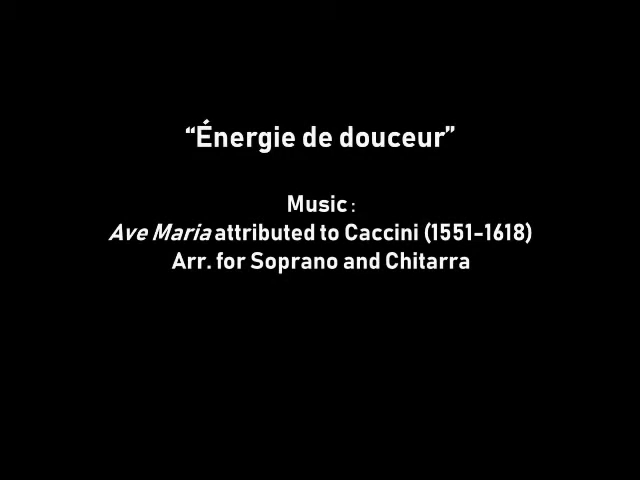 “Énergie de douceur”
Music :
Ave Maria attributed to Caccini (1551-1618)
Arr. for Soprano and Chitarra